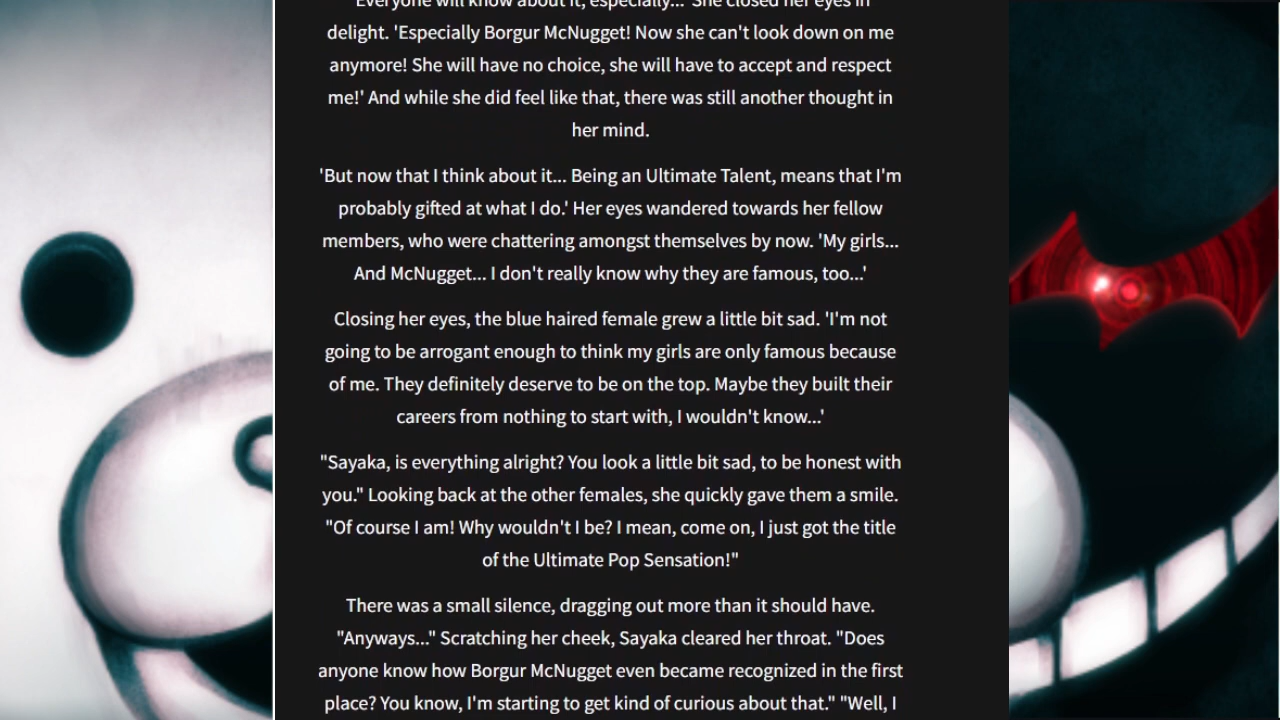 "Everyone will know about it, especially..." She closed her eyes in
delight. 'Especially Borgur McNugget! Now she can't look down on me
anymore! She will have no choice, she will have to accept and respect
me!' And while she did feel like that, there was still another thought in
her mind.
'But now that I think about it... Being an Ultimate Talent, means that I'm
probably gifted at what I do.' Her eyes wandered towards her fellow
members, who were chattering amongst themselves by now. 'My girls...
And McNugget... I don't really know why they are famous, too...'
Closing her eyes, the blue haired female grew a little bit sad. 'I'm not
going to be arrogant enough to think my girls are only famous because
of me. They definitely deserve to be on the top. Maybe they built their
careers from nothing to start with, I wouldn't know...'
"Sayaka, is everything alright? You look a little bit sad, to be honest with
you." Looking back at the other females, she quickly gave them a smile.
"Of course I am! Why wouldn't I be? I mean, come on, I just got the title
of the Ultimate Pop Sensation!"
There was a small silence, dragging out more than it should have.
"Anyways..." Scratching her cheek, Sayaka cleared her throat. "Does
anyone know how Borgur McNugget even became recognized in the first
place? You know, I'm starting to get kind of curious about that." "Well, I